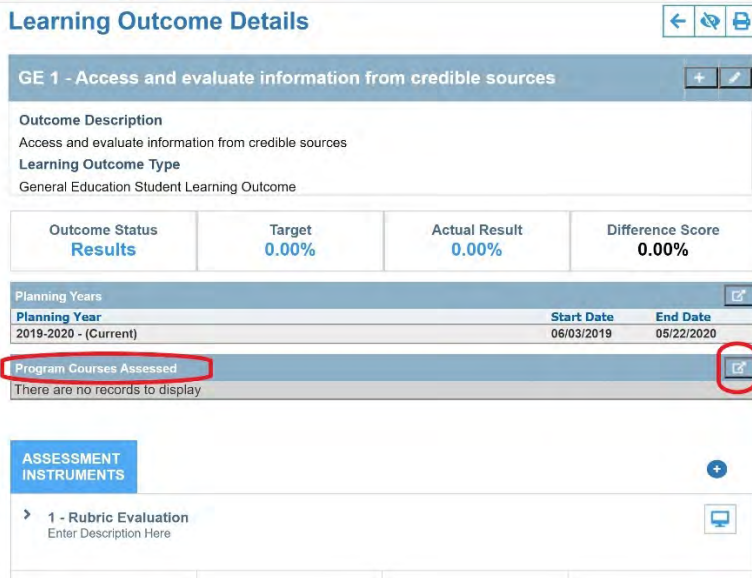 Learning Outcome Details
GE 1 - Access and evaluate information from credible sources
Outcome Description
Access and evaluate information from credible sources
Learning Outcome Type
General Education Student Learning Outcome
Outcome Status Target Actual Result Difference Score
Results 0.00% 0.00% 0.00%
Planning Years
Planning Year Start Date End Date
2019-2020 - (Current) 06/03/2019 05/22/2020
Program Courses Assessed
There are no records to display
ASSESSMENT
INSTRUMENTS
1 - Rubric Evaluation
Enter Description Here